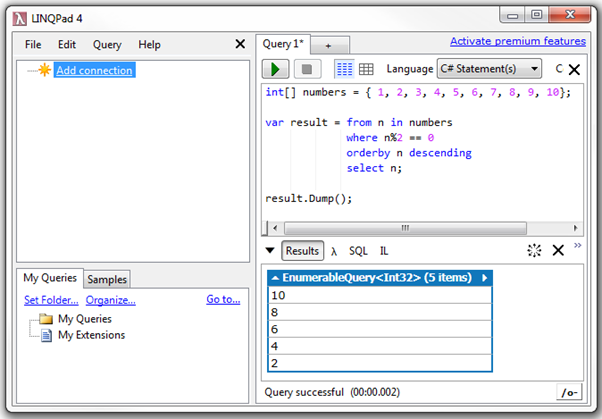 LINQPad 4
File Edit Query Help
Add connection
My Queries Samples
Set Folder... Organize... Go to...
My Queries
My Extensions
Query 1* + Activate premium features
Language C# Statement(s) C
int[] numbers = { 1, 2, 3, 4, 5, 6, 7, 8, 9, 10};
var result = from n in numbers
where n%2 == 0
orderby n descending
select n;
result.Dump();
Results λ SQL IL
EnumerableQuery<Int32> (5 items)
10
8
6
4
2
Query successful (00:00.002) /o-